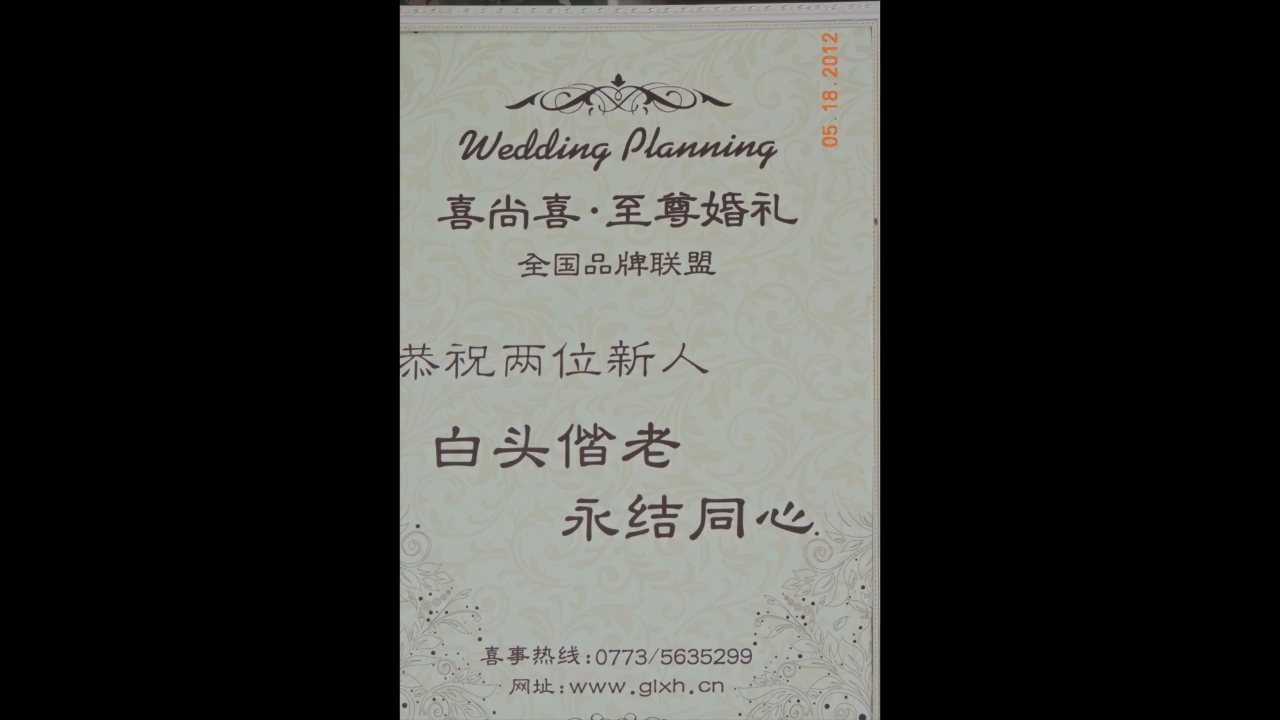 05.18.2012
Wedding Planning
喜尚喜·至尊婚礼
全国品牌联盟
恭祝两位新人
白头偕老
永结同心
喜事热线:0773/5635299
网址:www.glxh.cn